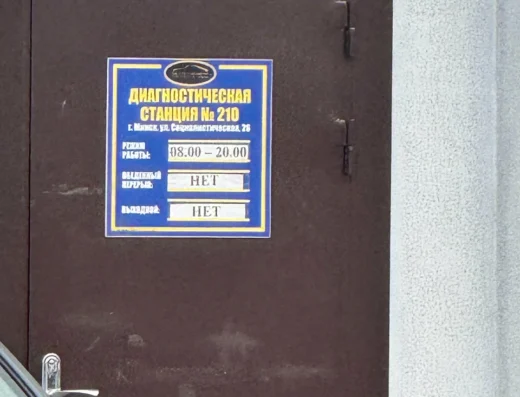 ДИАГНОСТИЧЕСКАЯ
СТАНЦИЯ № 210
г. Минск, ул. Социалистическая, 26
РЕЖИМ РАБОТЫ: 08.00 – 20.00
ОБЕДЕННЫЙ ПЕРЕРЫВ: НЕТ
ВЫХОДНОЙ: НЕТ